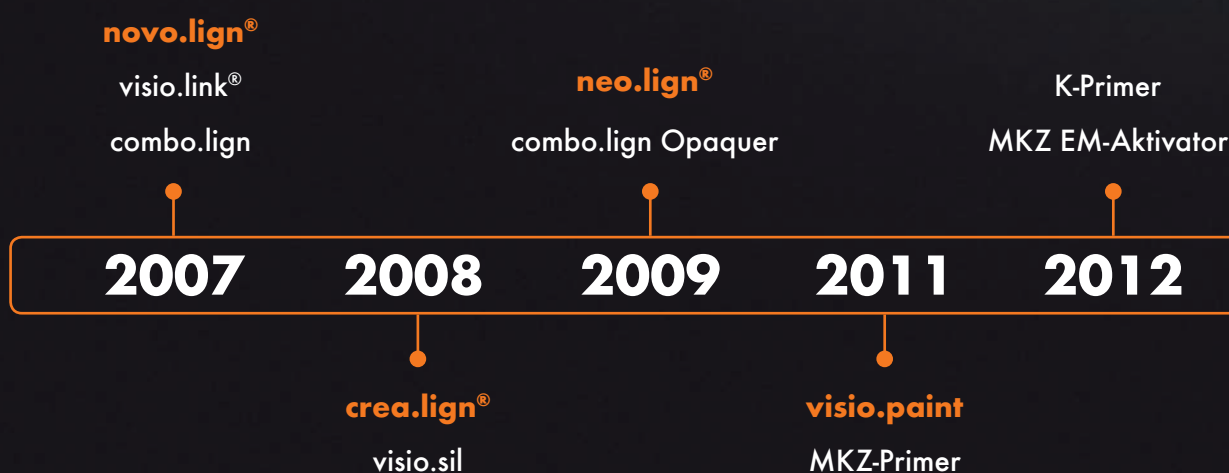 novo.lign®
visio.link®
combo.lign
neo.lign®
combo.lign Opaquer
K-Primer
MKZ EM-Aktivator
2007 2008 2009 2011 2012
crea.lign®
visio.sil
visio.paint
MKZ-Primer